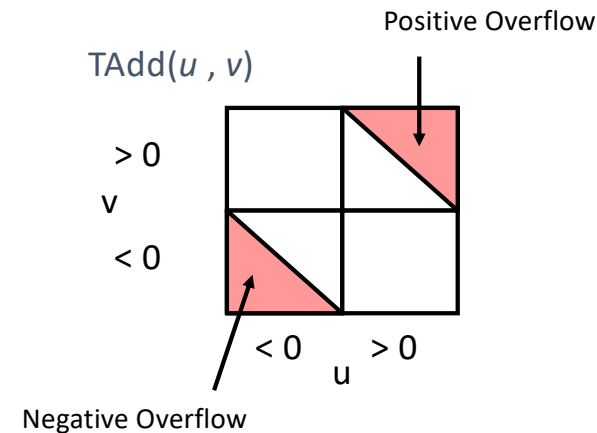 Positive Overflow
TAdd(u , v)
> 0
v
< 0
< 0 > 0
u
Negative Overflow